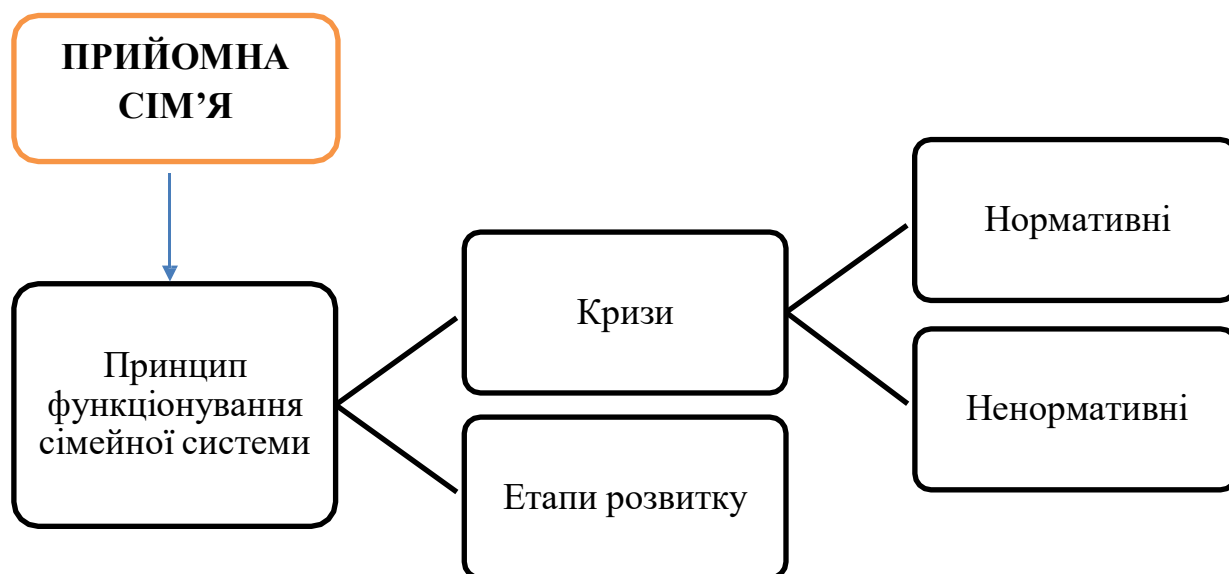 ПРИЙОМНА
СІМ’Я
Принцип
функціонування
сімейної системи
Кризи
Етапи розвитку
Нормативні
Ненормативні